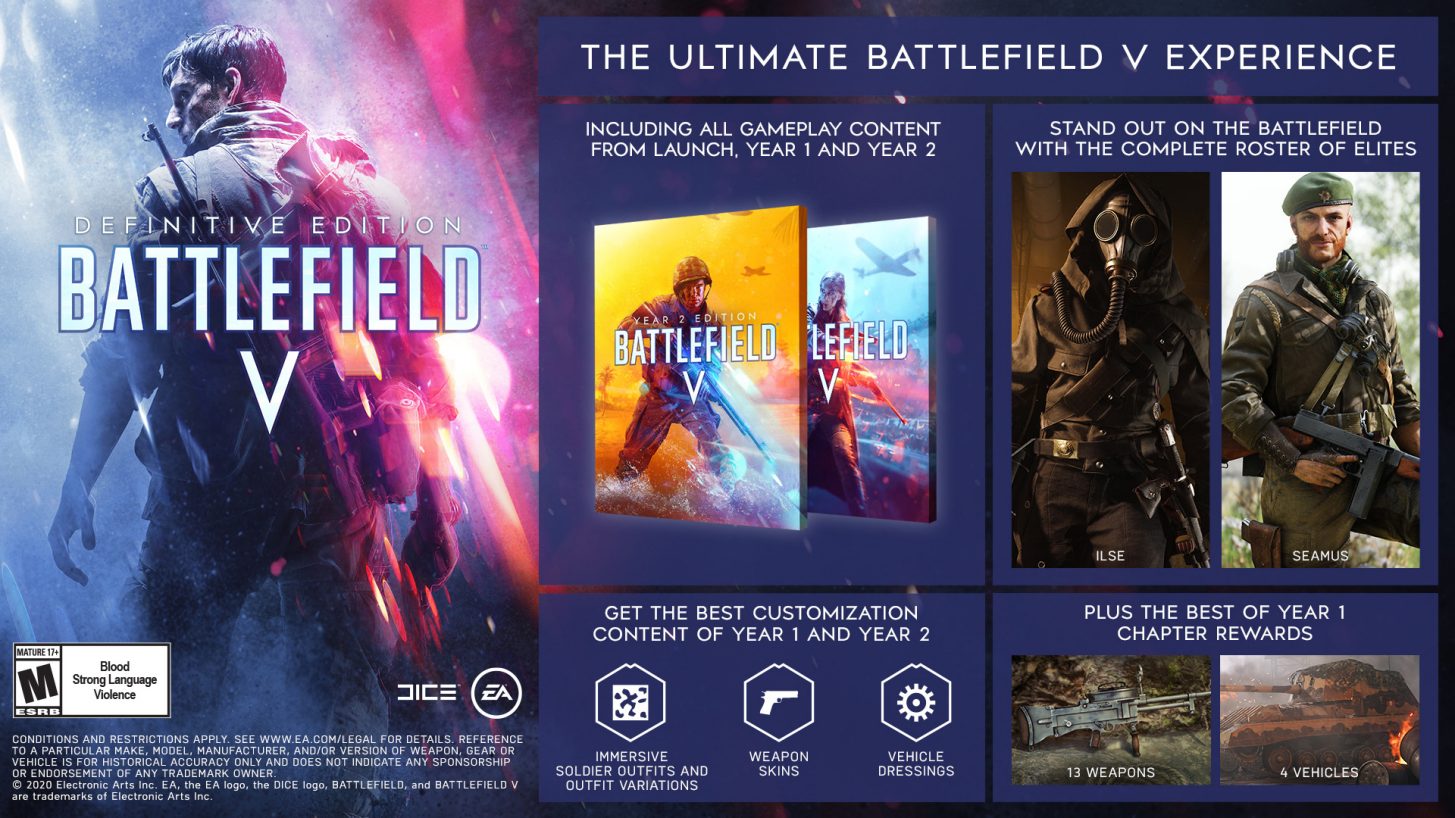 DEFINITIVE EDITION
BATTLEFIELD™
V
MATURE 17+
M
ESRB
Blood
Strong Language
Violence
DICE
EA
CONDITIONS AND RESTRICTIONS APPLY. SEE WWW.EA.COM/LEGAL FOR DETAILS. REFERENCE
TO A PARTICULAR MAKE, MODEL, MANUFACTURER, AND/OR VERSION OF WEAPON, GEAR OR
VEHICLE IS FOR HISTORICAL ACCURACY ONLY AND DOES NOT INDICATE ANY SPONSORSHIP
OR ENDORSEMENT OF ANY TRADEMARK OWNER.
© 2020 Electronic Arts Inc. EA, the EA logo, the DICE logo, BATTLEFIELD, and BATTLEFIELD V
are trademarks of Electronic Arts Inc.
THE ULTIMATE BATTLEFIELD V EXPERIENCE
INCLUDING ALL GAMEPLAY CONTENT
FROM LAUNCH, YEAR 1 AND YEAR 2
YEAR 2 EDITION
BATTLEFIELD
V
LEFIELD
V
STAND OUT ON THE BATTLEFIELD
WITH THE COMPLETE ROSTER OF ELITES
ILSE
SEAMUS
GET THE BEST CUSTOMIZATION
CONTENT OF YEAR 1 AND YEAR 2
IMMERSIVE
SOLDIER OUTFITS AND
OUTFIT VARIATIONS
WEAPON
SKINS
VEHICLE
DRESSINGS
PLUS THE BEST OF YEAR 1
CHAPTER REWARDS
13 WEAPONS
4 VEHICLES